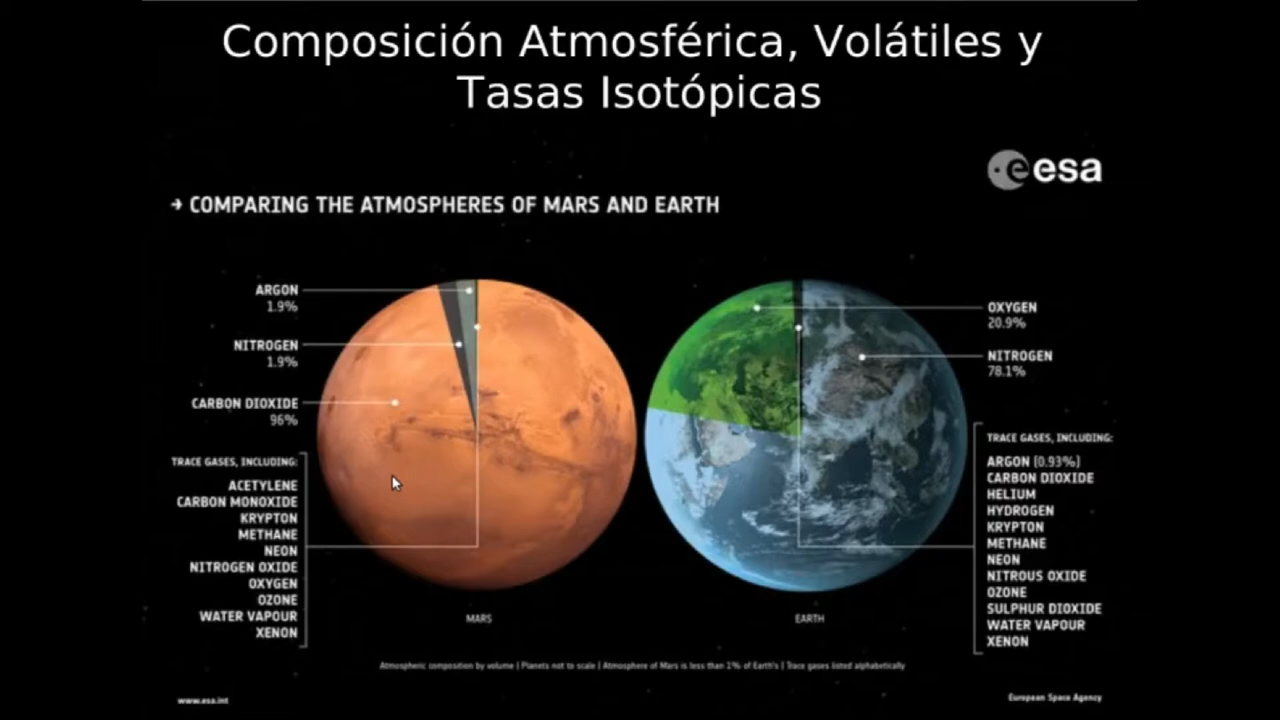 Composición Atmosférica, Volátiles y
Tasas Isotópicas
esa
→ COMPARING THE ATMOSPHERES OF MARS AND EARTH
ARGON
1.9%
NITROGEN
1.9%
CARBON DIOXIDE
96%
TRACE GASES, INCLUDING:
ACETYLENE
CARBON MONOXIDE
KRYPTON
METHANE
NEON
NITROGEN OXIDE
OXYGEN
OZONE
WATER VAPOUR
XENON
MARS
OXYGEN
20.9%
NITROGEN
78.1%
TRACE GASES, INCLUDING:
ARGON (0.93%)
CARBON DIOXIDE
HELIUM
HYDROGEN
KRYPTON
METHANE
NEON
NITROUS OXIDE
OZONE
SULPHUR DIOXIDE
WATER VAPOUR
XENON
EARTH
Atmospheric composition by volume | Planets not to scale | Atmosphere of Mars is less than 1% of Earth's | Trace gases listed alphabetically
www.esa.int
European Space Agency